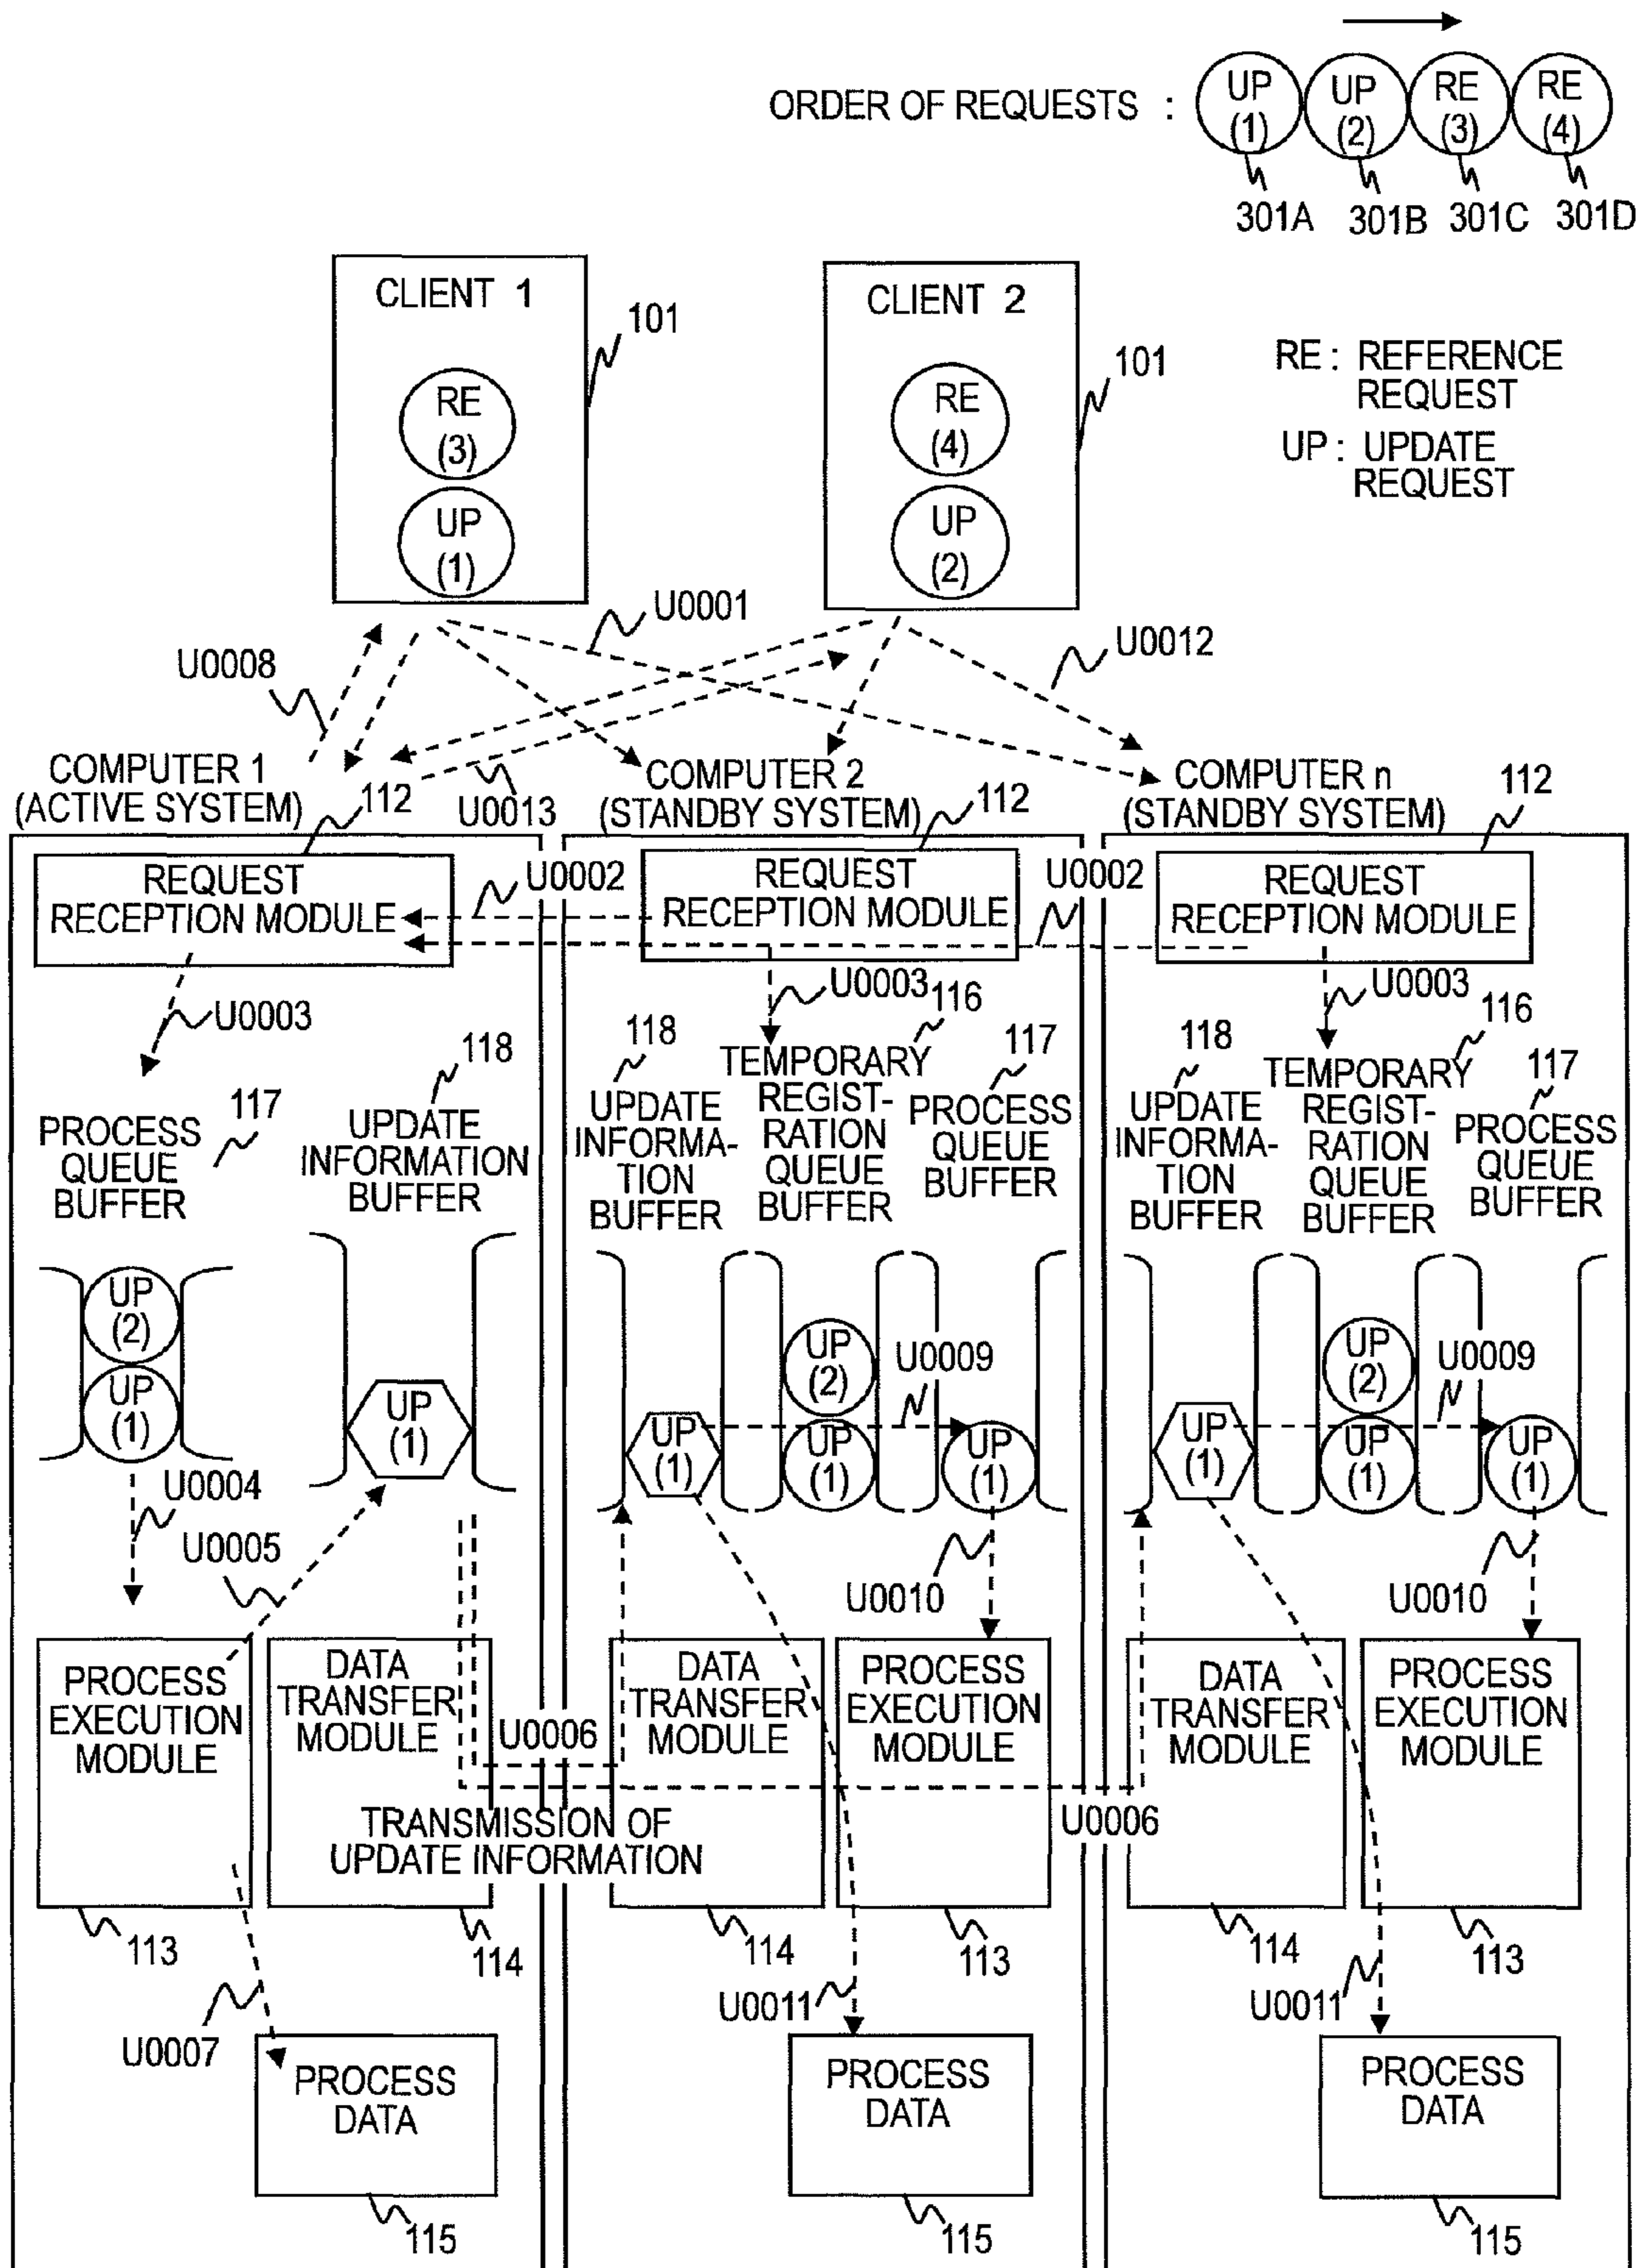 ORDER OF REQUESTS :
UP
(1)
UP
(2)
RE
(3)
RE
(4)
301A
301B
301C
301D
CLIENT 1
RE
(3)
UP
(1)
101
CLIENT 2
RE
(4)
UP
(2)
101
RE : REFERENCE
REQUEST
UP : UPDATE
REQUEST
U0001
U0008
U0012
COMPUTER 1
(ACTIVE SYSTEM)
112
U0013
COMPUTER 2
(STANDBY SYSTEM)
112
COMPUTER n
(STANDBY SYSTEM)
112
REQUEST
RECEPTION MODULE
U0002
REQUEST
RECEPTION MODULE
U0002
REQUEST
RECEPTION MODULE
U0003
U0003
U0003
PROCESS
QUEUE
BUFFER
117
118
UPDATE
INFORMATION
BUFFER
118
UPDATE
INFORMA-
TION
BUFFER
116
TEMPORARY
REGIST-
RATION
QUEUE
BUFFER
117
PROCESS
QUEUE
BUFFER
118
UPDATE
INFORMA-
TION
BUFFER
116
TEMPORARY
REGIST-
RATION
QUEUE
BUFFER
117
PROCESS
QUEUE
BUFFER
UP
(2)
UP
(1)
UP
(1)
UP
(1)
UP
(2)
UP
(1)
U0009
UP
(1)
UP
(1)
UP
(2)
UP
(1)
U0009
UP
(1)
U0004
U0005
U0010
U0010
PROCESS
EXECUTION
MODULE
DATA
TRANSFER
MODULE
U0006
DATA
TRANSFER
MODULE
PROCESS
EXECUTION
MODULE
DATA
TRANSFER
MODULE
PROCESS
EXECUTION
MODULE
TRANSMISSION OF
UPDATE INFORMATION
U0006
113
114
114
113
114
113
U0007
U0011
U0011
PROCESS
DATA
PROCESS
DATA
PROCESS
DATA
115
115
115